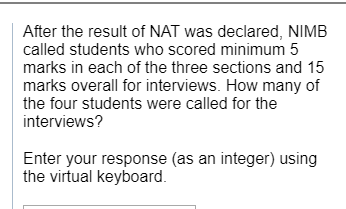 After the result of NAT was declared, NIMB
called students who scored minimum 5
marks in each of the three sections and 15
marks overall for interviews. How many of
the four students were called for the
interviews?
Enter your response (as an integer) using
the virtual keyboard.